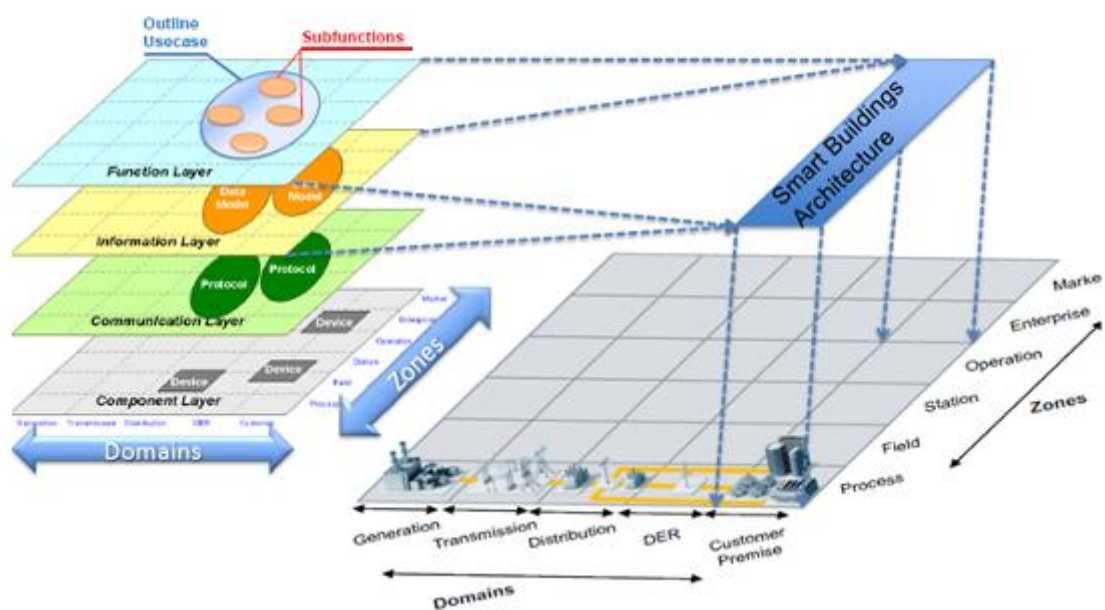 Outline
Usecase
Subfunctions
Function Layer
Data
Model
Model
Information Layer
Protocol
Protocol
Communication Layer
Device
Device
Device
Component Layer
Market
Enterprise
Operation
Station
Field
Process
Generation
Transmission
Distribution
DER
Customer
Zones
Domains
Smart Buildings
Architecture
Marke
Enterprise
Operation
Station
Field
Process
Zones
Generation
Transmission
Distribution
DER
Customer
Premise
Domains